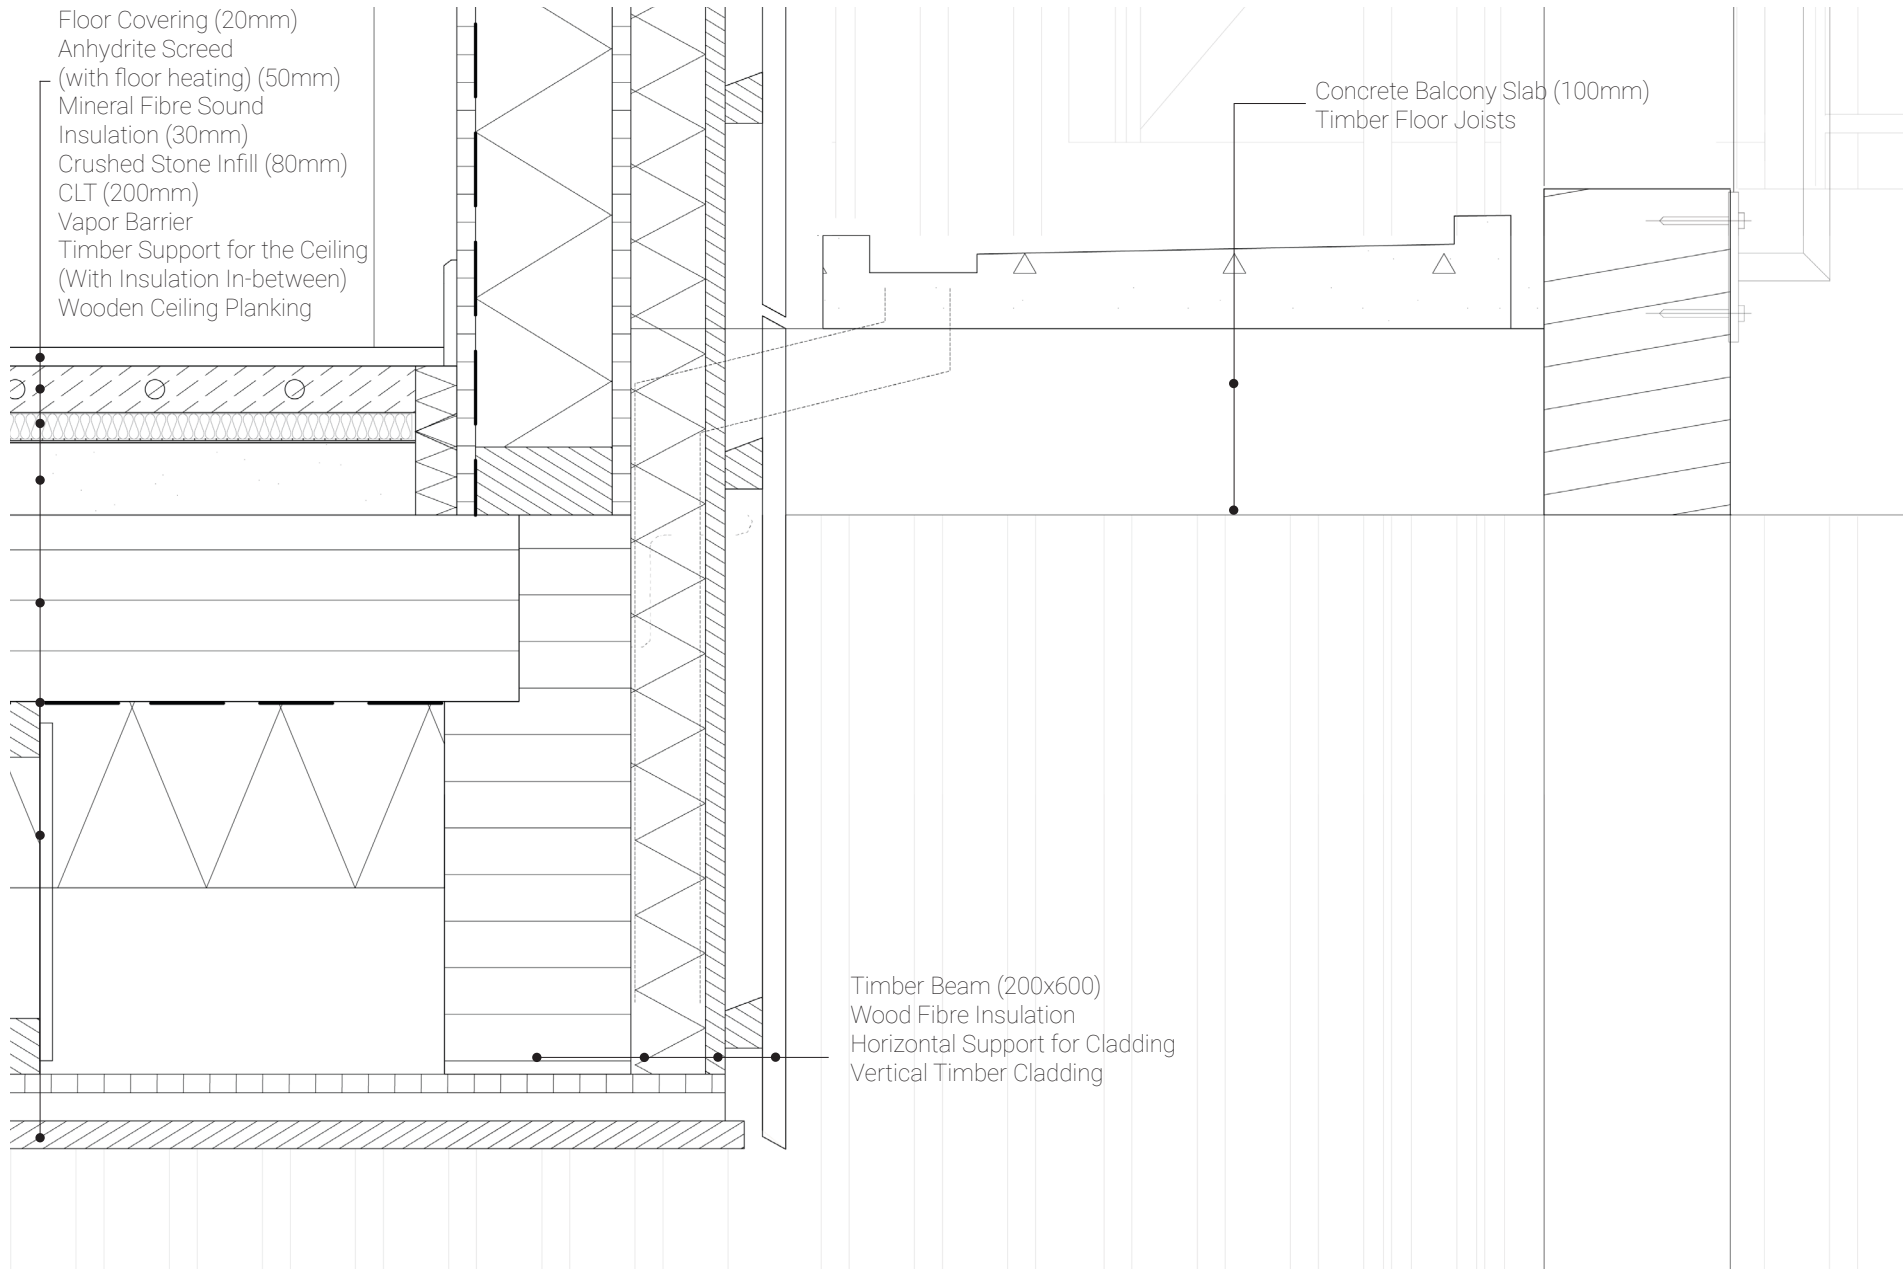 Floor Covering (20mm)
Anhydrite Screed
(with floor heating) (50mm)
Mineral Fibre Sound
Insulation (30mm)
Crushed Stone Infill (80mm)
CLT (200mm)
Vapor Barrier
Timber Support for the Ceiling
(With Insulation In-between)
Wooden Ceiling Planking
Concrete Balcony Slab (100mm)
Timber Floor Joists
Timber Beam (200x600)
Wood Fibre Insulation
Horizontal Support for Cladding
Vertical Timber Cladding